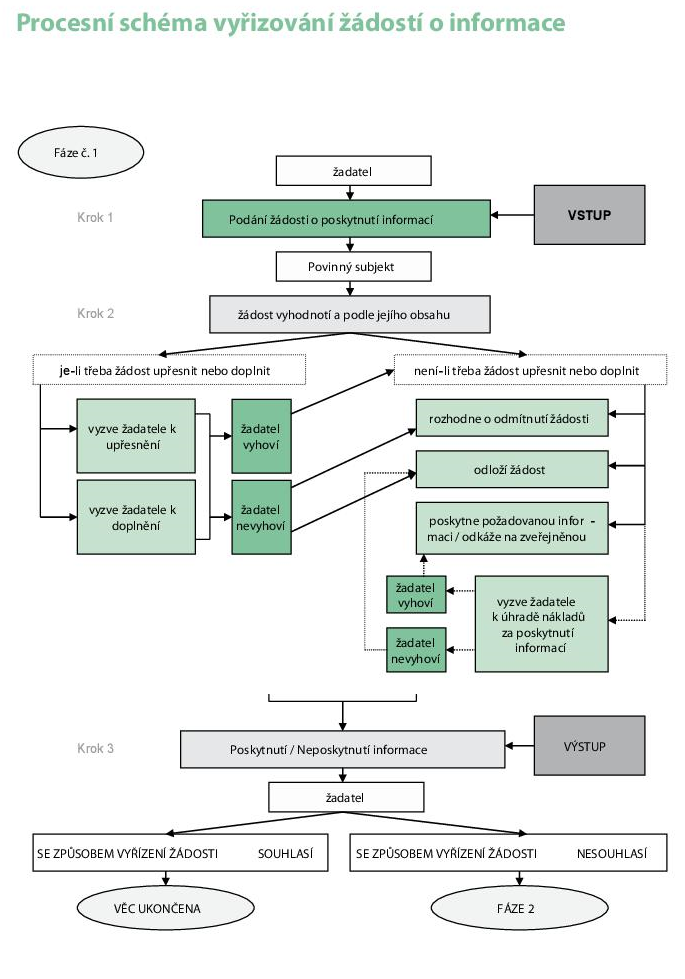 Procesní schéma vyřizování žádostí o informace
Fáze č. 1
žadatel
Krok 1
Podání žádosti o poskytnutí informací
VSTUP
Povinný subjekt
Krok 2
žádost vyhodnotí a podle jejího obsahu
je-li třeba žádost upřesnit nebo doplnit
není-li třeba žádost upřesnit nebo doplnit
vyzve žadatele k
upřesnění
žadatel
vyhoví
rozhodne o odmítnutí žádosti
odloží žádost
vyzve žadatele k
doplnění
žadatel
nevyhoví
poskytne požadovanou infor -
maci / odkáže na zveřejněnou
žadatel
vyhoví
vyzve žadatele
k úhradě nákladů
za poskytnutí
informací
žadatel
nevyhoví
Krok 3
Poskytnutí / Neposkytnutí informace
VÝSTUP
žadatel
SE ZPŮSOBEM VYŘÍZENÍ ŽÁDOSTI SOUHLASÍ
SE ZPŮSOBEM VYŘÍZENÍ ŽÁDOSTI NESOUHLASÍ
VĚC UKONČENA
FÁZE 2